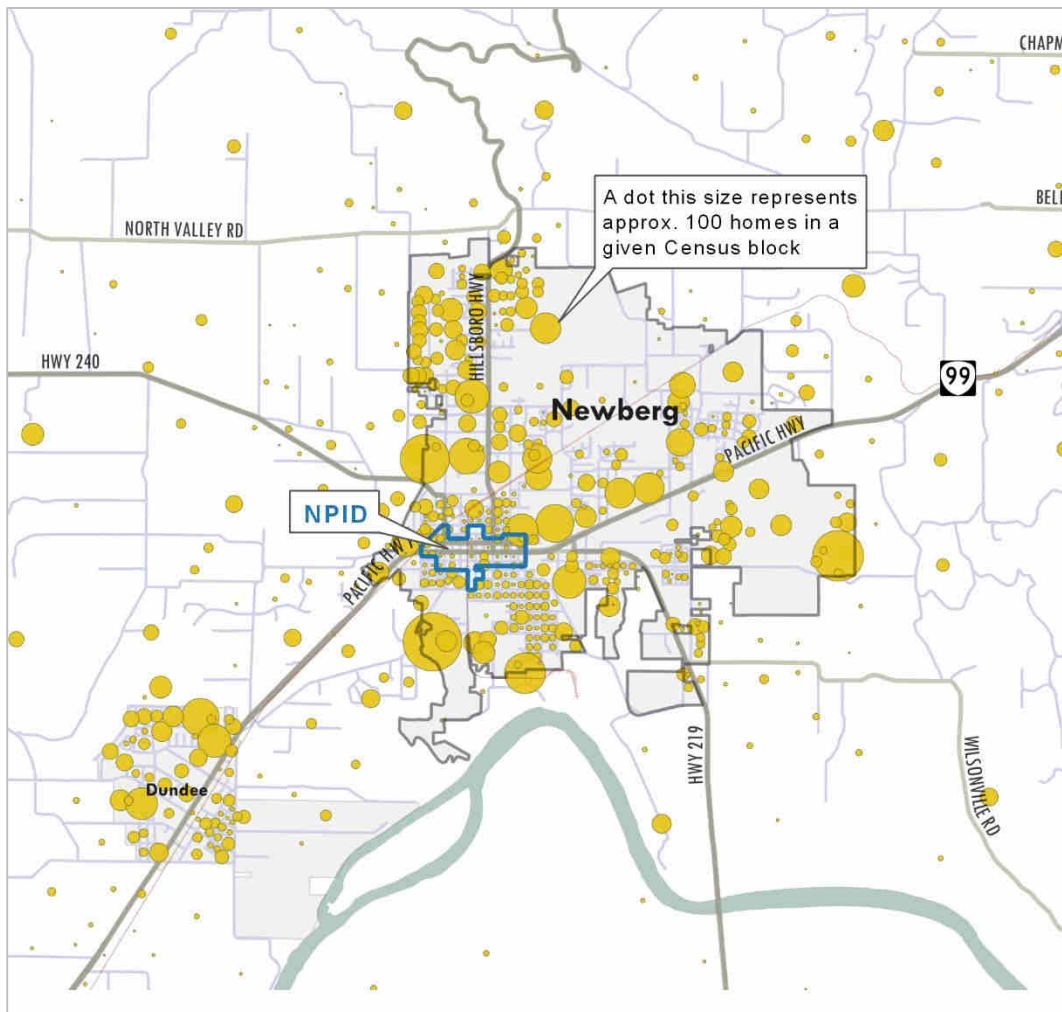 CHAPM
A dot this size represents
approx. 100 homes in a
given Census block
BELL
NORTH VALLEY RD
HILLSBORO HWY
HWY 240
99
Newberg
PACIFIC HWY
NPID
PACIFIC HWY
HWY 219
WILSONVILLE RD
Dundee